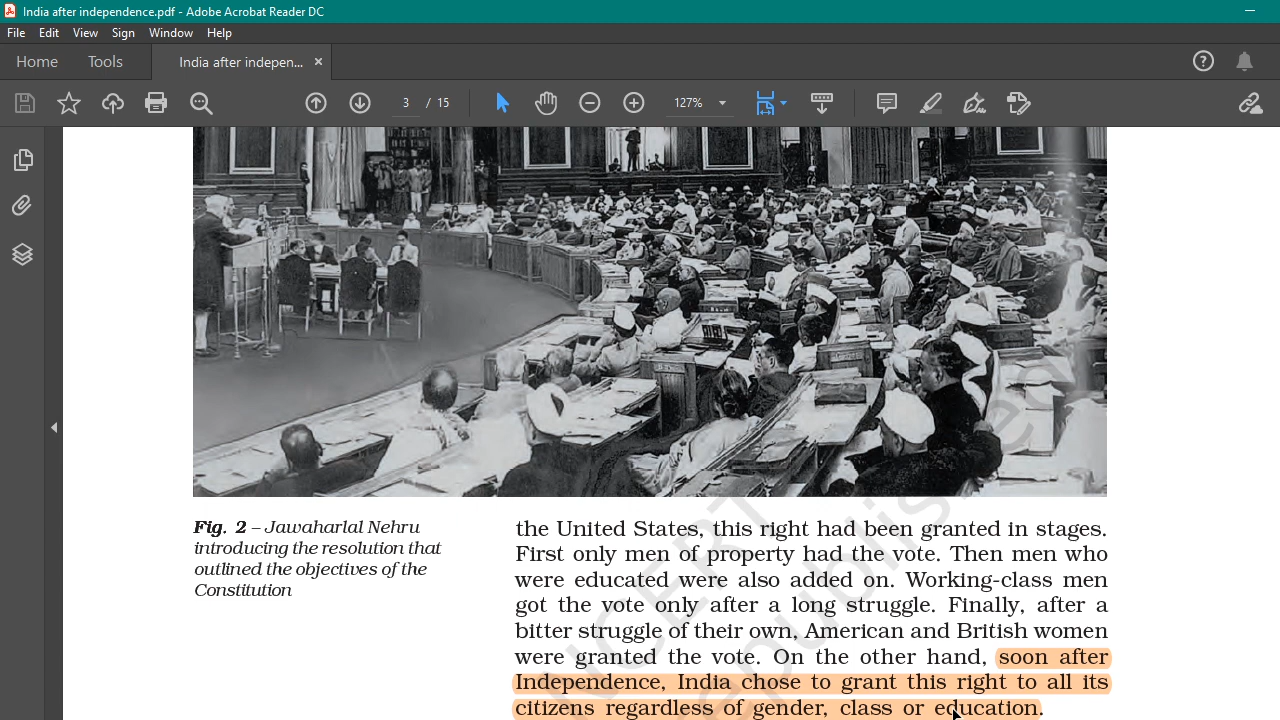 India after independence.pdf - Adobe Acrobat Reader DC
File Edit View Sign Window Help
Home Tools India after indepen... ×
3 / 15 127%
Fig. 2 – Jawaharlal Nehru
introducing the resolution that
outlined the objectives of the
Constitution
the United States, this right had been granted in stages.
First only men of property had the vote. Then men who
were educated were also added on. Working-class men
got the vote only after a long struggle. Finally, after a
bitter struggle of their own, American and British women
were granted the vote. On the other hand, soon after
Independence, India chose to grant this right to all its
citizens regardless of gender, class or education.
NCERT